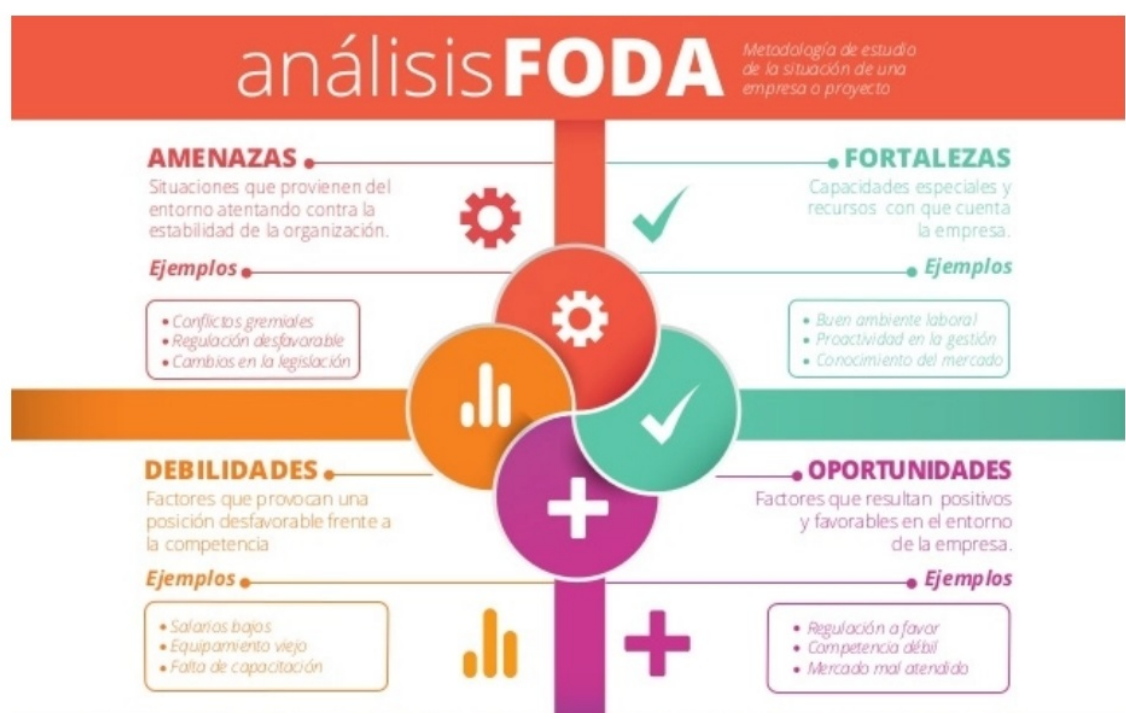 análisis FODA
Metodología de estudio
de la situación de una
empresa o proyecto
AMENAZAS
Situaciones que provienen del
entorno atentando contra la
estabilidad de la organización.
Ejemplos
• Conflictos gremiales
• Regulación desfavorable
• Cambios en la legislación
FORTALEZAS
Capacidades especiales y
recursos con que cuenta
la empresa.
Ejemplos
• Buen ambiente laboral
• Proactividad en la gestión
• Conocimiento del mercado
DEBILIDADES
Factores que provocan una
posición desfavorable frente a
la competencia
Ejemplos
• Salarios bajos
• Equipamiento viejo
• Falta de capacitación
OPORTUNIDADES
Factores que resultan positivos
y favorables en el entorno
de la empresa.
Ejemplos
• Regulación a favor
• Competencia débil
• Mercado mal atendido